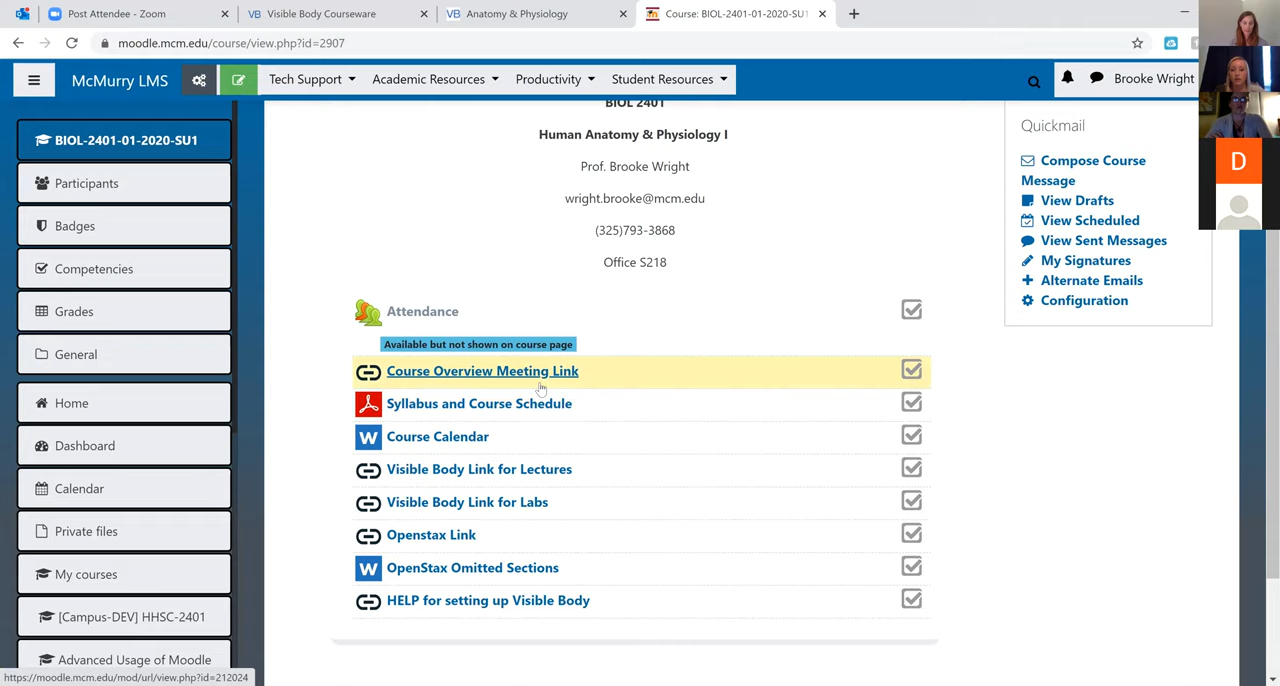 Post Attendee - Zoom
Visible Body Courseware
Anatomy & Physiology
Course: BIOL-2401-01-2020-SU1
moodle.mcm.edu/course/view.php?id=2907
McMurry LMS
Tech Support
Academic Resources
Productivity
Student Resources
Brooke Wright
BIOL-2401-01-2020-SU1
Participants
Badges
Competencies
Grades
General
Home
Dashboard
Calendar
Private files
My courses
[Campus-DEV] HHSC-2401
Advanced Usage of Moodle
https://moodle.mcm.edu/mod/url/view.php?id=212024
BIOL 2401
Human Anatomy & Physiology I
Prof. Brooke Wright
wright.brooke@mcm.edu
(325)793-3868
Office S218
Attendance
Available but not shown on course page
Course Overview Meeting Link
Syllabus and Course Schedule
W Course Calendar
Visible Body Link for Lectures
Visible Body Link for Labs
Openstax Link
W OpenStax Omitted Sections
HELP for setting up Visible Body
Quickmail
Compose Course
Message
View Drafts
View Scheduled
View Sent Messages
My Signatures
Alternate Emails
Configuration
D